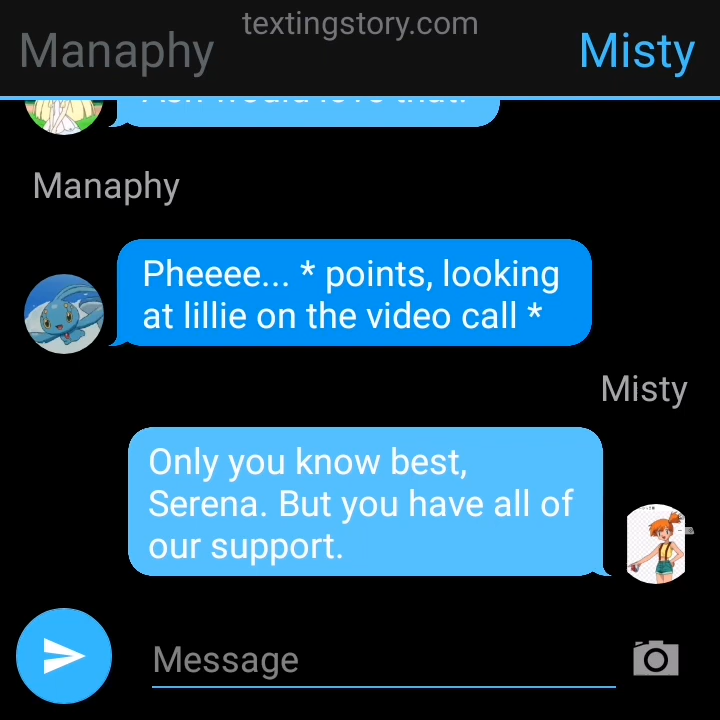 textingstory.com
Manaphy
Misty
Manaphy
Pheeee... * points, looking
at lillie on the video call *
Misty
Only you know best,
Serena. But you have all of
our support.
Message